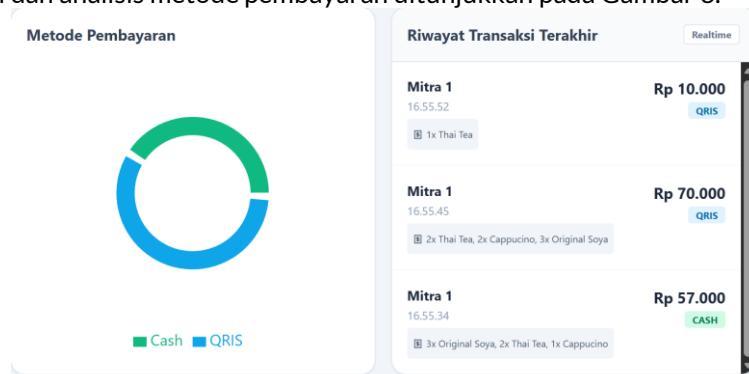 dan analisis metode pembayaran ditunjukkan pada Gambar
Metode Pembayaran
Cash QRIS
Riwayat Transaksi Terakhir
Realtime
Mitra 1
Rp 10.000
16.55.52
QRIS
1x Thai Tea
Mitra 1
Rp 70.000
16.55.45
QRIS
2x Thai Tea, 2x Cappucino, 3x Original Soya
Mitra 1
Rp 57.000
16.55.34
CASH
3x Original Soya, 2x Thai Tea, 1x Cappucino